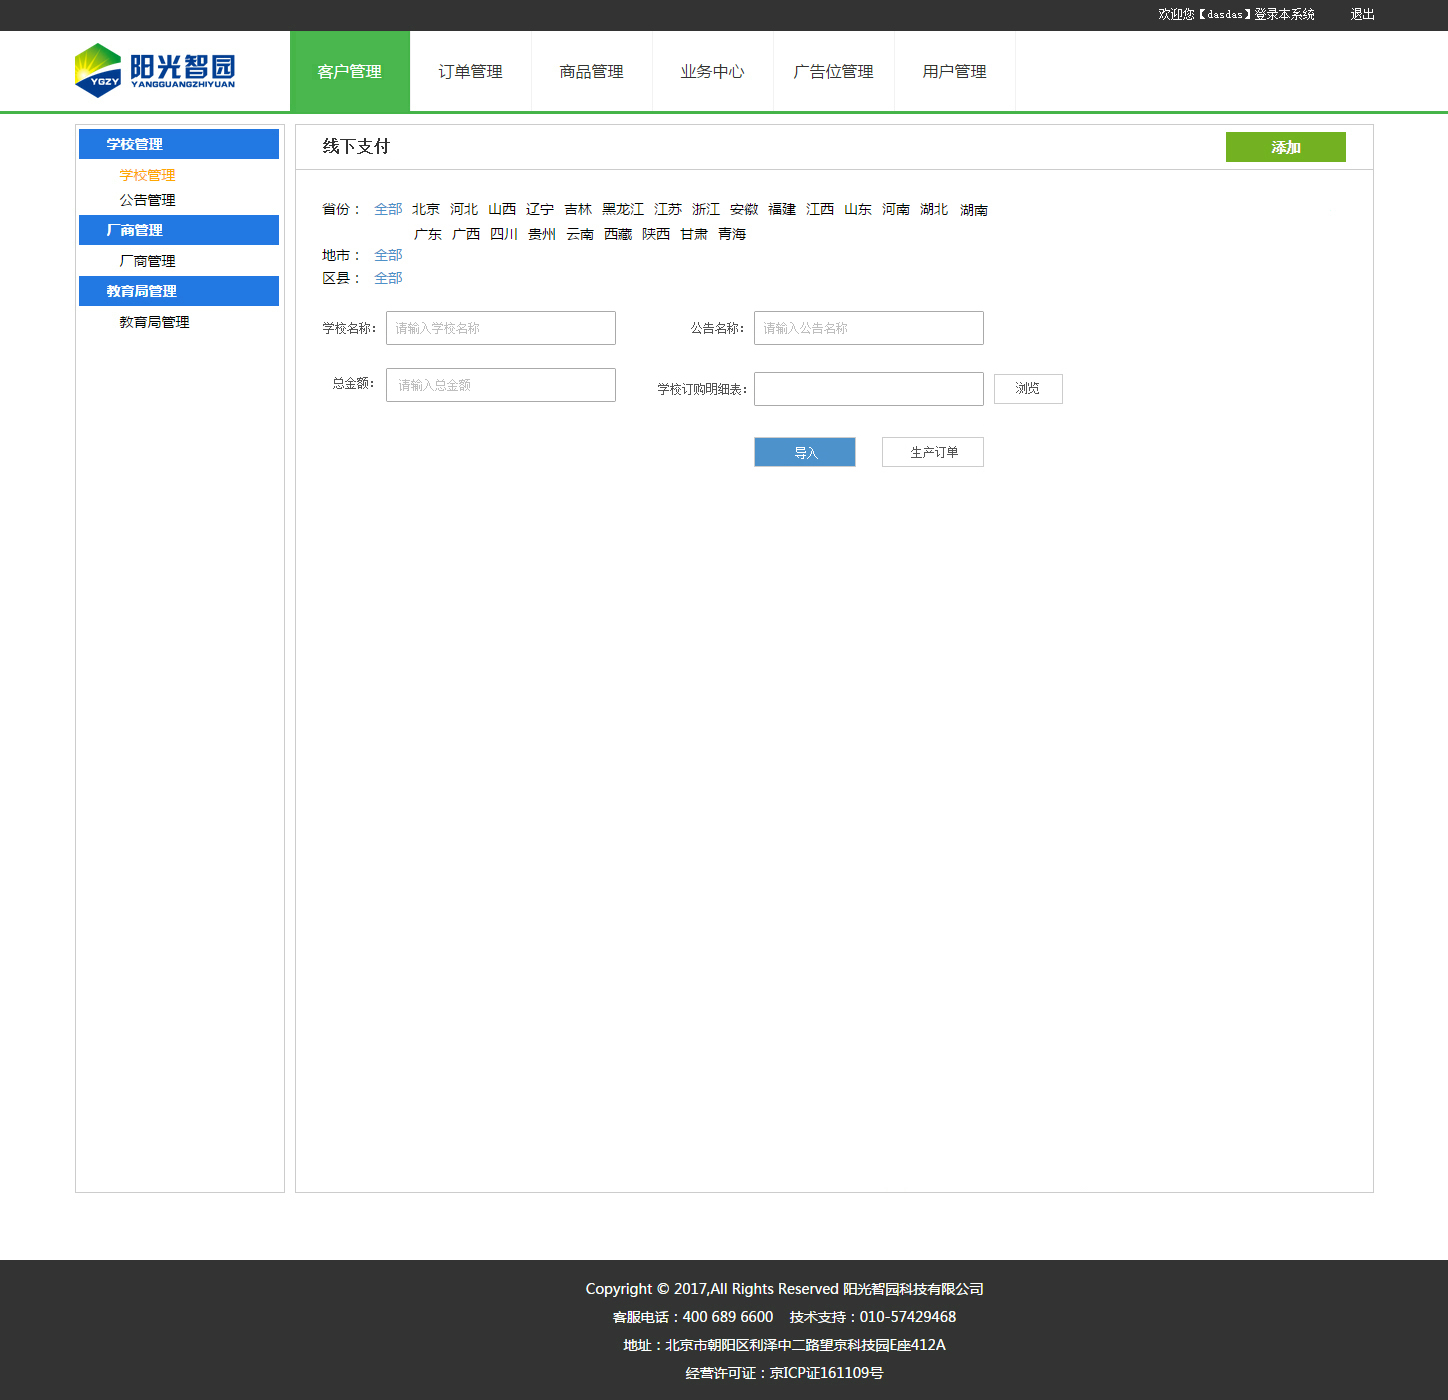 欢迎您【dasdas】登录本系统 退出
YGZY 阳光智园
YANGGUANGZHIYUAN
客户管理 订单管理 商品管理 业务中心 广告位管理 用户管理
学校管理
学校管理
公告管理
厂商管理
厂商管理
教育局管理
教育局管理
线下支付 添加
省份： 全部 北京 河北 山西 辽宁 吉林 黑龙江 江苏 浙江 安徽 福建 江西 山东 河南 湖北 湖南
广东 广西 四川 贵州 云南 西藏 陕西 甘肃 青海
地市： 全部
区县： 全部
学校名称： 请输入学校名称 公告名称： 请输入公告名称
总金额： 请输入总金额 学校订购明细表： 浏览
导入 生产订单
Copyright © 2017,All Rights Reserved 阳光智园科技有限公司
客服电话：400 689 6600 技术支持：010-57429468
地址：北京市朝阳区利泽中二路望京科技园E座412A
经营许可证：京ICP证161109号